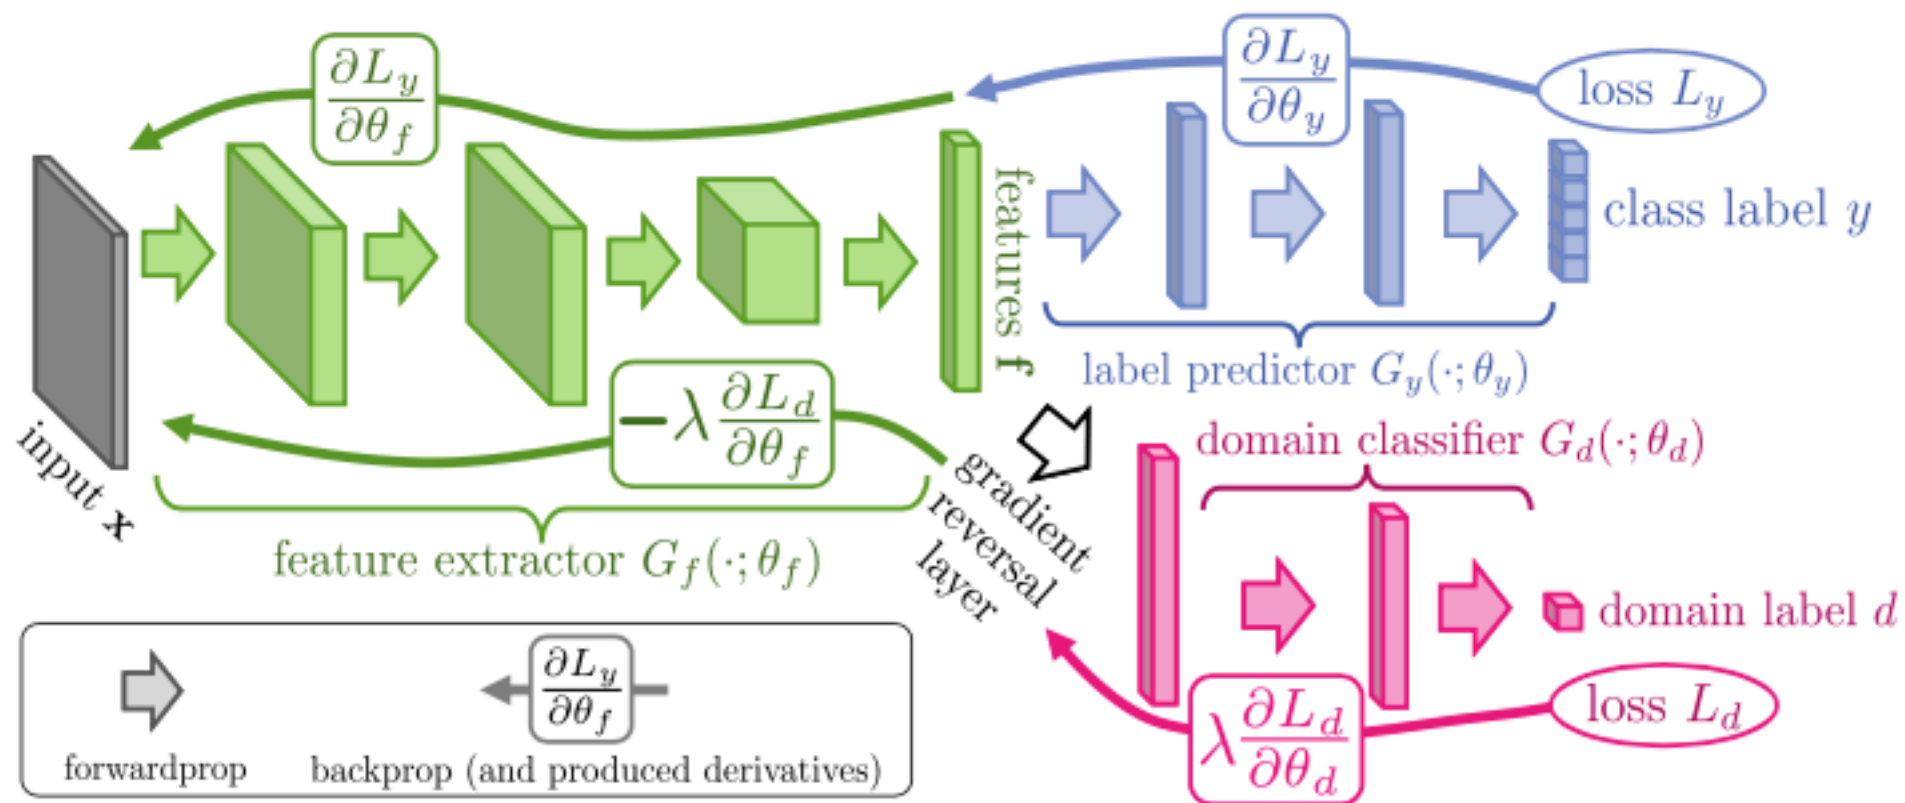 ∂L_y/∂θ_f
∂L_y/∂θ_y
loss L_y
features f
class label y
label predictor G_y(·; θ_y)
input x
−λ ∂L_d/∂θ_f
feature extractor G_f(·; θ_f)
gradient
reversal
layer
domain classifier G_d(·; θ_d)
domain label d
loss L_d
λ ∂L_d/∂θ_d
∂L_y/∂θ_f
forwardprop
backprop (and produced derivatives)